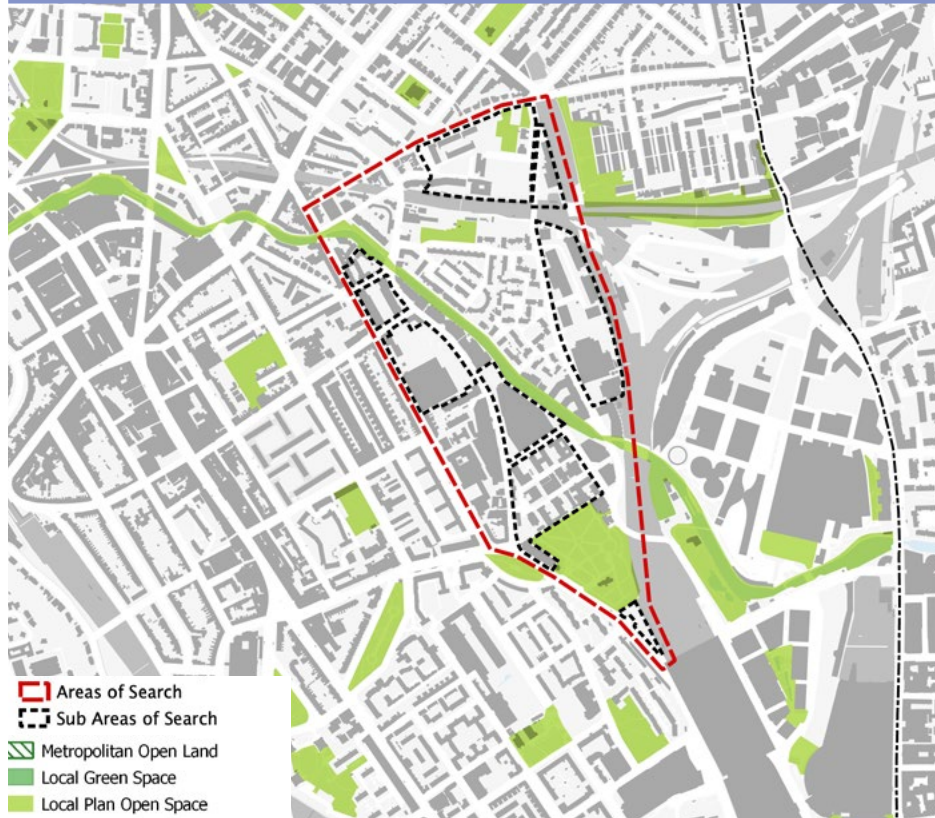 Areas of Search
Sub Areas of Search
Metropolitan Open Land
Local Green Space
Local Plan Open Space